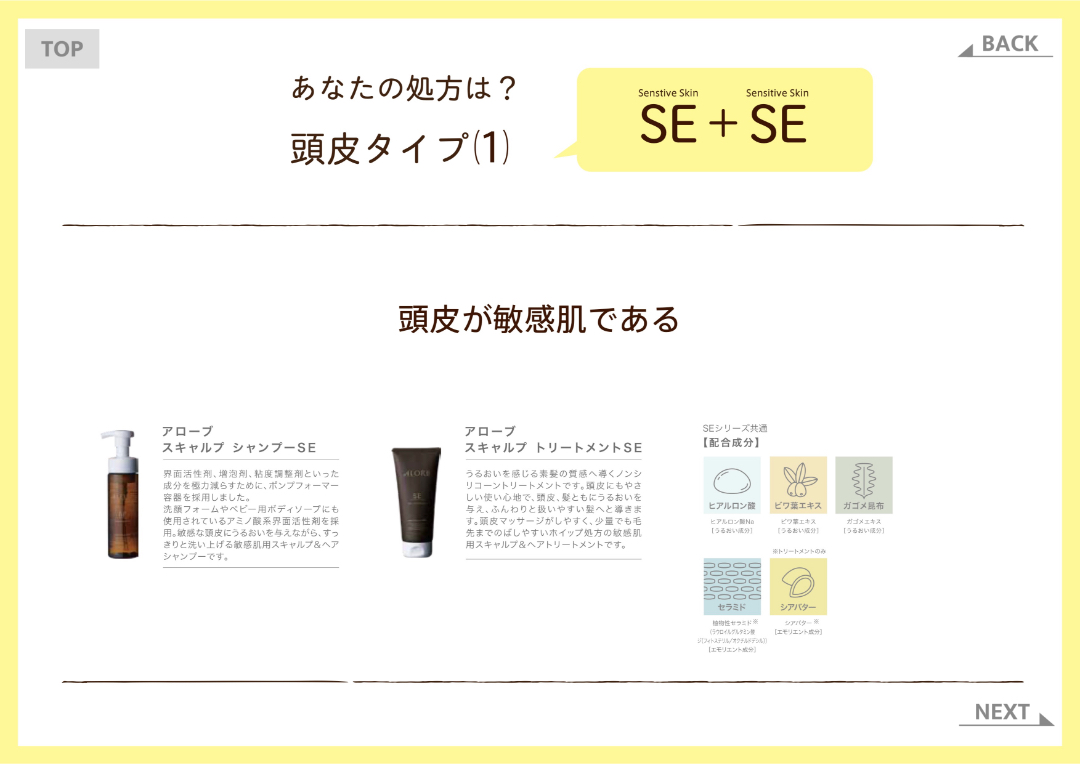 TOP
BACK
あなたの処方は？
頭皮タイプ(1)
Senstive Skin
Sensitive Skin
SE＋SE
頭皮が敏感肌である
アローブ
スキャルプ シャンプーSE
界面活性剤、増泡剤、粘度調整剤といった
成分を極力減らすために、ポンプフォーマー
容器を採用しました。
洗顔フォームやベビー用ボディソープにも
使用されているアミノ酸系界面活性剤を採
用。敏感な頭皮にうるおいを与えながら、すっ
きりと洗い上げる敏感肌用スキャルプ&ヘア
シャンプーです。
アローブ
スキャルプ トリートメントSE
うるおいを感じる素髪の質感へ導くノンシ
リコーントリートメントです。頭皮にもやさ
しい使い心地で、頭皮、髪ともにうるおいを
与え、ふんわりと扱いやすい髪へと導きま
す。頭皮マッサージがしやすく、少量でも毛
先までのばしやすいホイップ処方の敏感肌
用スキャルプ&ヘアトリートメントです。
SEシリーズ共通
【配合成分】
ヒアルロン酸
ビワ葉エキス
ガゴメ昆布
ヒアルロン酸Na
［うるおい成分］
ビワ葉エキス
［うるおい成分］
ガゴメエキス
［うるおい成分］
※トリートメントのみ
セラミド
シアバター
植物性セラミド※
（ラウロイルグルタミン酸
ジ（フィトステリル/オクチルドデシル））
［エモリエント成分］
シアバター※
［エモリエント成分］
NEXT